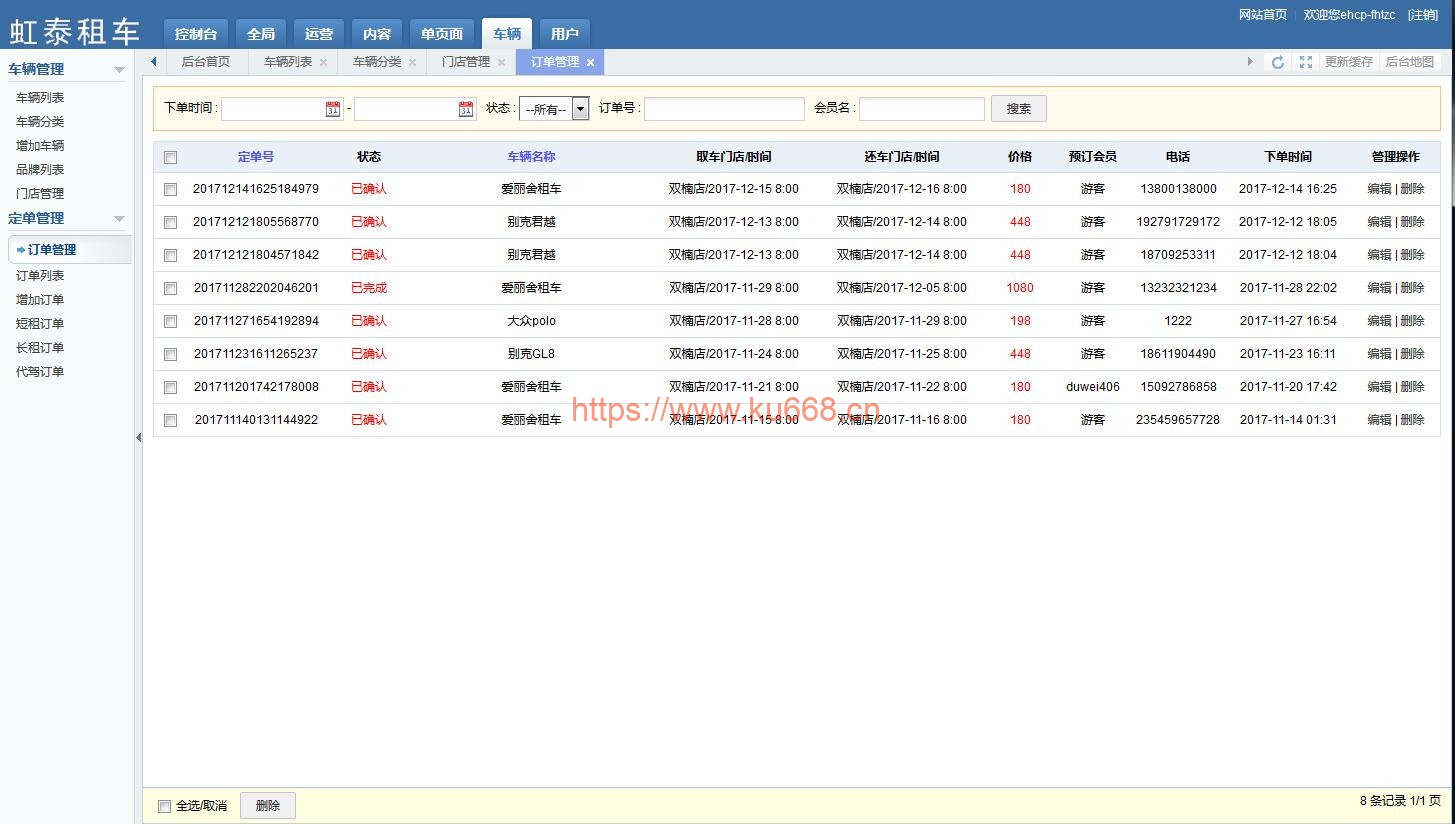 网站首页 欢迎您ehcp-fhtzc [注销]
虹泰租车 控制台 全局 运营 内容 单页面 车辆 用户
后台首页 车辆列表 车辆分类 门店管理 订单管理 更新缓存 后台地图
车辆管理
车辆列表
车辆分类
增加车辆
品牌列表
门店管理
定单管理
订单管理
订单列表
增加订单
短租订单
长租订单
代驾订单
下单时间 : - 状态 : --所有-- 订单号 : 会员名 : 搜索
定单号 状态 车辆名称 取车门店/时间 还车门店/时间 价格 预订会员 电话 下单时间 管理操作
201712141625184979 已确认 爱丽舍租车 双楠店/2017-12-15 8:00 双楠店/2017-12-16 8:00 180 游客 13800138000 2017-12-14 16:25 编辑 | 删除
201712121805568770 已确认 别克君越 双楠店/2017-12-13 8:00 双楠店/2017-12-14 8:00 448 游客 192791729172 2017-12-12 18:05 编辑 | 删除
201712121804571842 已确认 别克君越 双楠店/2017-12-13 8:00 双楠店/2017-12-14 8:00 448 游客 18709253311 2017-12-12 18:04 编辑 | 删除
201711282202046201 已完成 爱丽舍租车 双楠店/2017-11-29 8:00 双楠店/2017-12-05 8:00 1080 游客 13232321234 2017-11-28 22:02 编辑 | 删除
201711271654192894 已确认 大众polo 双楠店/2017-11-28 8:00 双楠店/2017-11-29 8:00 198 游客 1222 2017-11-27 16:54 编辑 | 删除
201711231611265237 已确认 别克GL8 双楠店/2017-11-24 8:00 双楠店/2017-11-25 8:00 448 游客 18611904490 2017-11-23 16:11 编辑 | 删除
201711201742178008 已确认 爱丽舍租车 双楠店/2017-11-21 8:00 双楠店/2017-11-22 8:00 180 duwei406 15092786858 2017-11-20 17:42 编辑 | 删除
https://www.ku668.cn
201711140131144922 已确认 爱丽舍租车 双楠店/2017-11-15 8:00 双楠店/2017-11-16 8:00 180 游客 235459657728 2017-11-14 01:31 编辑 | 删除
全选/取消 删除 8 条记录 1/1 页